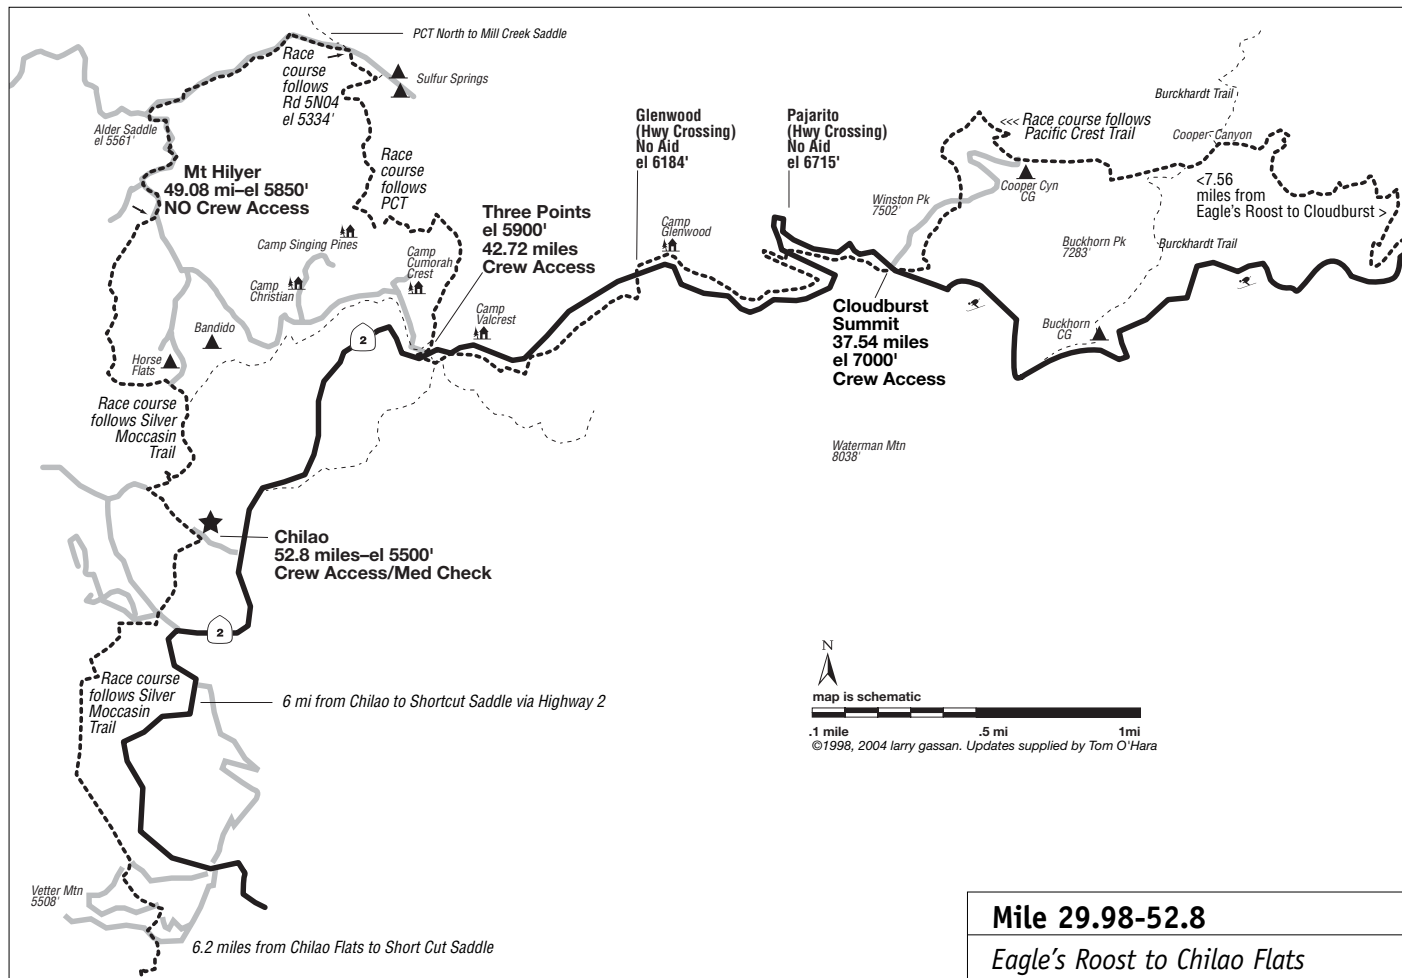 PCT North to Mill Creek Saddle
Race
course
follows
Rd 5N04
el 5334'
Sulfur Springs
Alder Saddle
el 5561'
Mt Hilyer
49.08 mi–el 5850'
NO Crew Access
Race
course
follows
PCT
Camp Singing Pines
Camp
Christian
Camp
Cumorah
Crest
Bandido
Horse
Flats
Three Points
el 5900'
42.72 miles
Crew Access
Camp
Valcrest
Glenwood
(Hwy Crossing)
No Aid
el 6184'
Camp
Glenwood
Pajarito
(Hwy Crossing)
No Aid
el 6715'
Winston Pk
7502'
<<< Race course follows
Pacific Crest Trail
Burckhardt Trail
Cooper Canyon
Cooper Cyn
CG
<7.56
miles from
Eagle's Roost to Cloudburst >
Buckhorn Pk
7283'
Burckhardt Trail
Buckhorn
CG
Cloudburst
Summit
37.54 miles
el 7000'
Crew Access
Waterman Mtn
8038'
2
Race course
follows Silver
Moccasin
Trail
Chilao
52.8 miles–el 5500'
Crew Access/Med Check
2
Race course
follows Silver
Moccasin
Trail
6 mi from Chilao to Shortcut Saddle via Highway 2
N
map is schematic
.1 mile .5 mi 1mi
©1998, 2004 larry gassan. Updates supplied by Tom O'Hara
Vetter Mtn
5508'
6.2 miles from Chilao Flats to Short Cut Saddle
Mile 29.98-52.8
Eagle's Roost to Chilao Flats